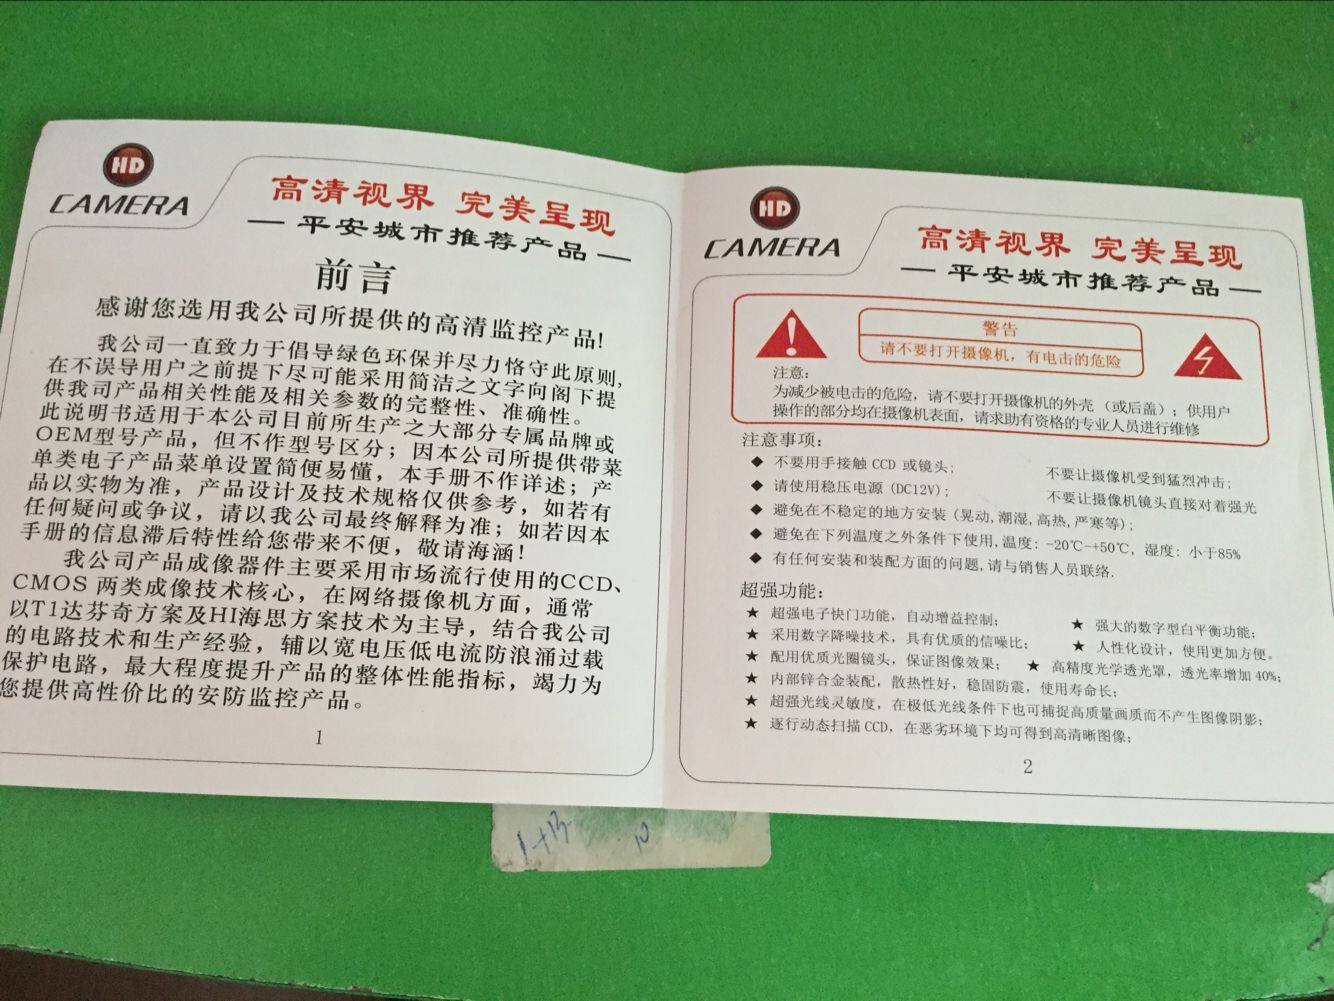 HD
CAMERA
高清视界 完美呈现
— 平安城市推荐产品 —
前言
感谢您选用我公司所提供的高清监控产品!
我公司一直致力于倡导绿色环保并尽力恪守此原则,
在不误导用户之前提下尽可能采用简洁之文字向阁下提
供我司产品相关性能及相关参数的完整性、准确性。
此说明书适用于本公司目前所生产之大部分专属品牌或
OEM型号产品，但不作型号区分；因本公司所提供带菜
单类电子产品菜单设置简便易懂，本手册不作详述；产
品以实物为准，产品设计及技术规格仅供参考，如若有
任何疑问或争议，请以我公司最终解释为准；如若因本
手册的信息滞后特性给您带来不便，敬请海涵!
我公司产品成像器件主要采用市场流行使用的CCD、
CMOS 两类成像技术核心，在网络摄像机方面，通常
以T1达芬奇方案及HI海思方案技术为主导，结合我公司
的电路技术和生产经验，辅以宽电压低电流防浪涌过载
保护电路，最大程度提升产品的整体性能指标，竭力为
您提供高性价比的安防监控产品。
1
HD
CAMERA
高清视界 完美呈现
— 平安城市推荐产品 —
警告
请不要打开摄像机，有电击的危险
注意:
为减少被电击的危险，请不要打开摄像机的外壳 （或后盖）；供用户
操作的部分均在摄像机表面，请求助有资格的专业人员进行维修
注意事项:
◆ 不要用手接触 CCD 或镜头; 不要让摄像机受到猛烈冲击;
◆ 请使用稳压电源 (DC12V); 不要让摄像机镜头直接对着强光
◆ 避免在不稳定的地方安装 (晃动,潮湿,高热,严寒等);
◆ 避免在下列温度之外条件下使用,温度: -20℃-+50℃, 湿度: 小于85%
◆ 有任何安装和装配方面的问题,请与销售人员联络.
超强功能:
★ 超强电子快门功能，自动增益控制; ★ 强大的数字型白平衡功能;
★ 采用数字降噪技术，具有优质的信噪比; ★ 人性化设计，使用更加方便。
★ 配用优质光圈镜头，保证图像效果; ★ 高精度光学透光罩，透光率增加 40%;
★ 内部锌合金装配，散热性好，稳固防震，使用寿命长;
★ 超强光线灵敏度，在极低光线条件下也可捕捉高质量画质而不产生图像阴影;
★ 逐行动态扫描 CCD，在恶劣环境下均可得到高清晰图像;
2